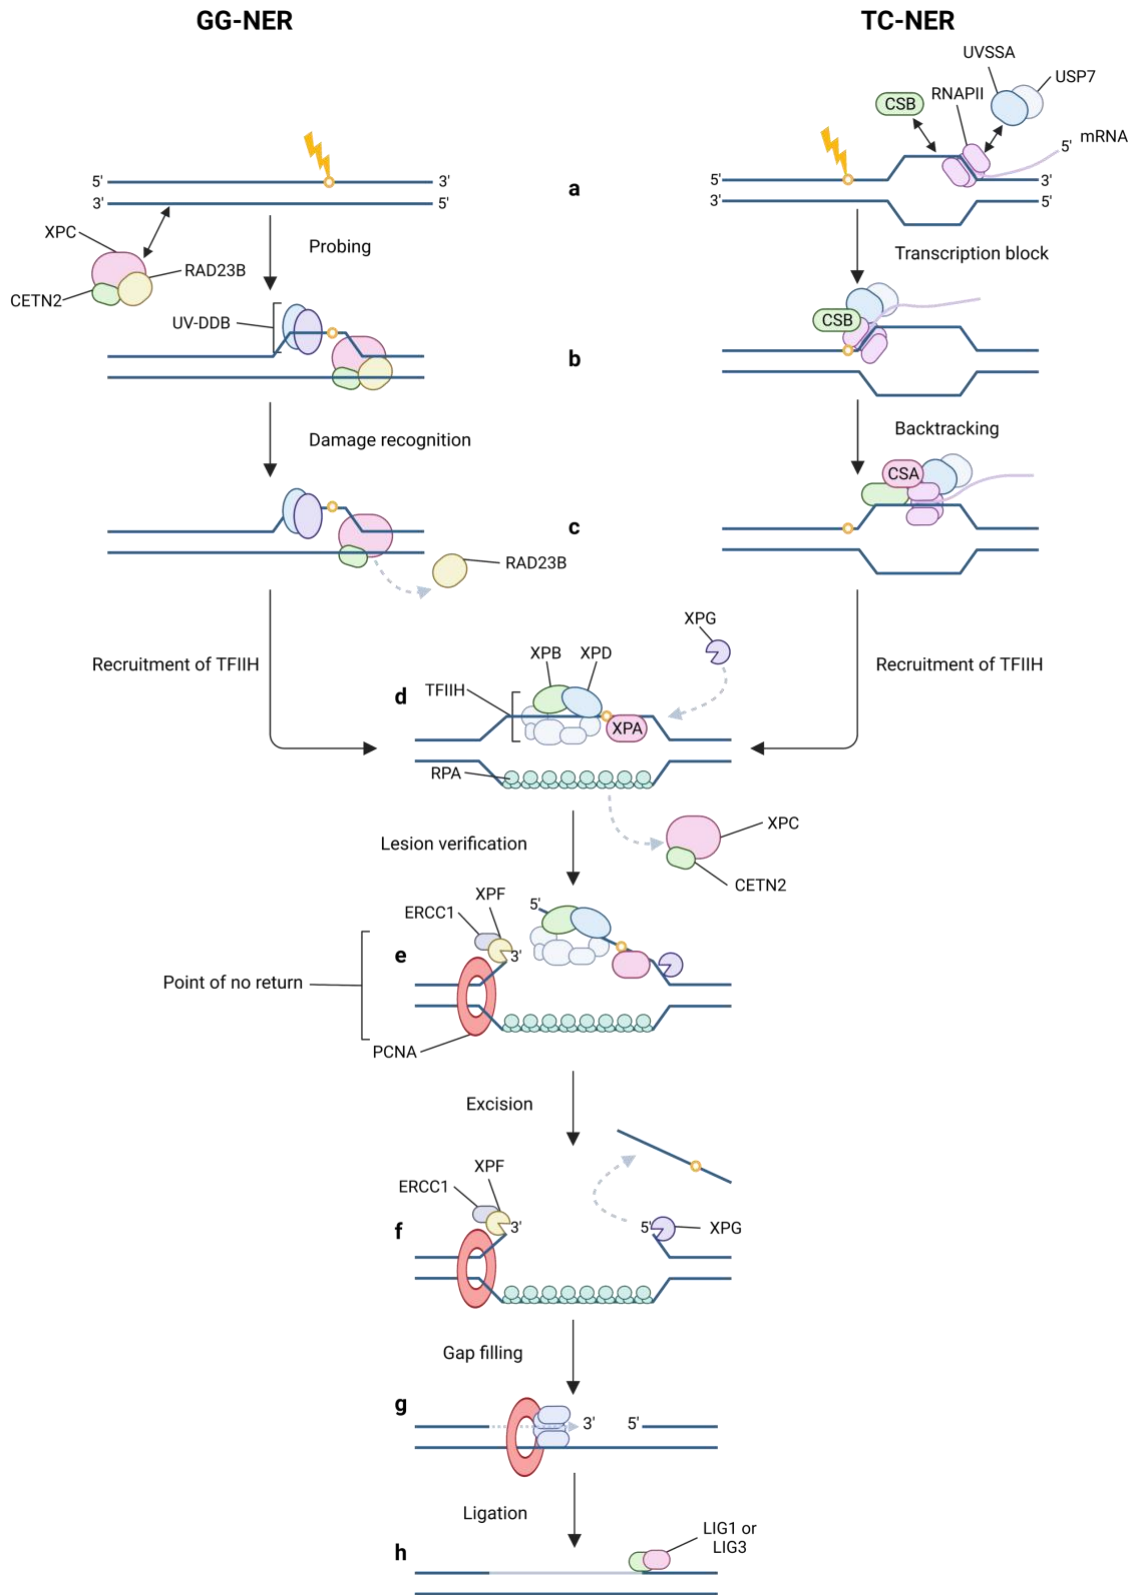 GG-NER
TC-NER
UVSSA
USP7
CSB
RNAPII
5'
mRNA
5'
3'
3'
5'
a
5'
3'
3'
5'
XPC
RAD23B
CETN2
Probing
Transcription block
UV-DDB
CSB
b
Damage recognition
Backtracking
CSA
c
RAD23B
Recruitment of TFIIH
XPG
Recruitment of TFIIH
XPB
XPD
d
TFIIH
XPA
RPA
Lesion verification
XPC
CETN2
XPF
ERCC1
5'
3'
e
Point of no return
PCNA
Excision
XPF
ERCC1
3'
5'
XPG
f
Gap filling
g
3'
5'
Ligation
LIG1 or
LIG3
h